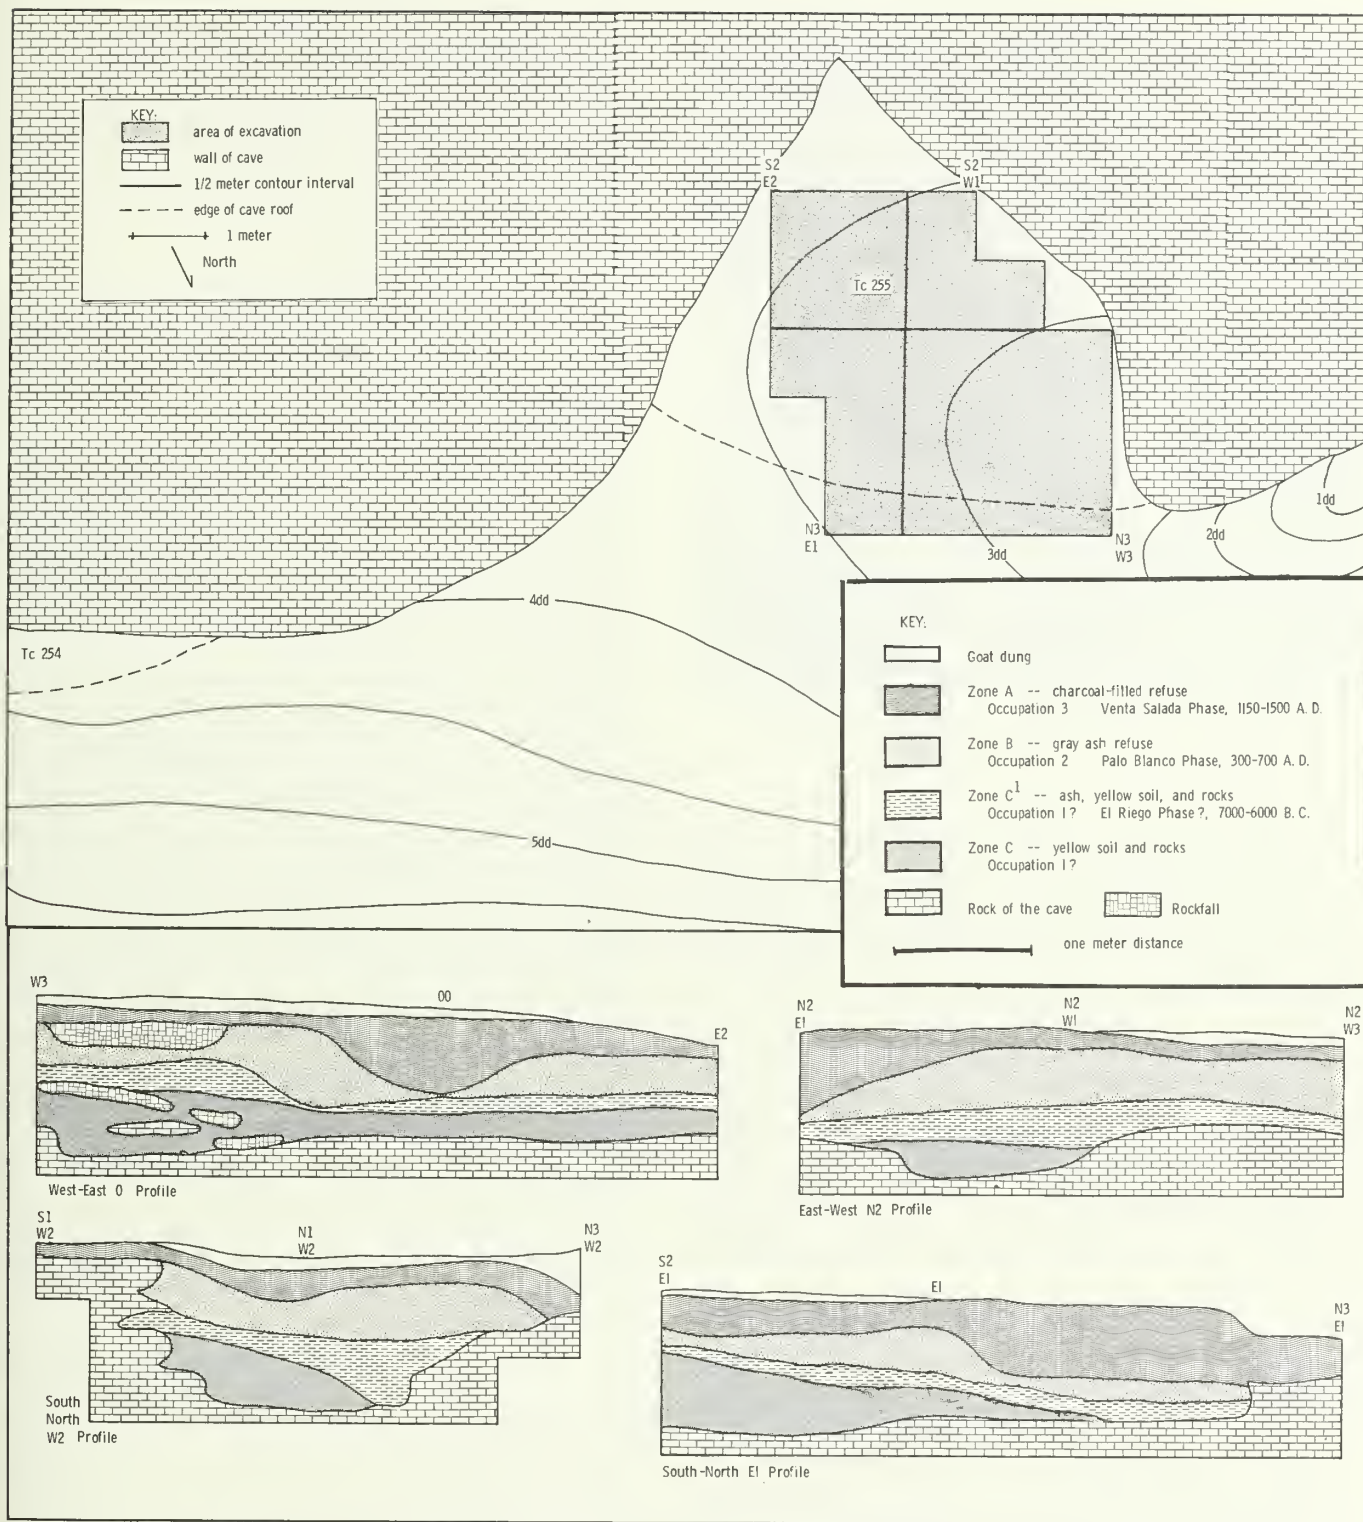 KEY:
area of excavation
wall of cave
1/2 meter contour interval
edge of cave roof
1 meter
North
S2
E2
S2
W1
Tc 255
N3
E1
N3
W3
1dd
2dd
3dd
4dd
5dd
Tc 254
KEY:
Goat dung
Zone A -- charcoal-filled refuse
Occupation 3 Venta Salada Phase, 1150-1500 A.D.
Zone B -- gray ash refuse
Occupation 2 Palo Blanco Phase, 300-700 A.D.
Zone C1 -- ash, yellow soil, and rocks
Occupation 1? El Riego Phase?, 7000-6000 B.C.
Zone C -- yellow soil and rocks
Occupation 1?
Rock of the cave Rockfall
one meter distance
W3
00
E2
West-East 0 Profile
N2
E1
N2
W1
N2
W3
East-West N2 Profile
S1
W2
N1
W2
N3
W2
South
North
W2 Profile
S2
E1
E1
N3
E1
South-North E1 Profile